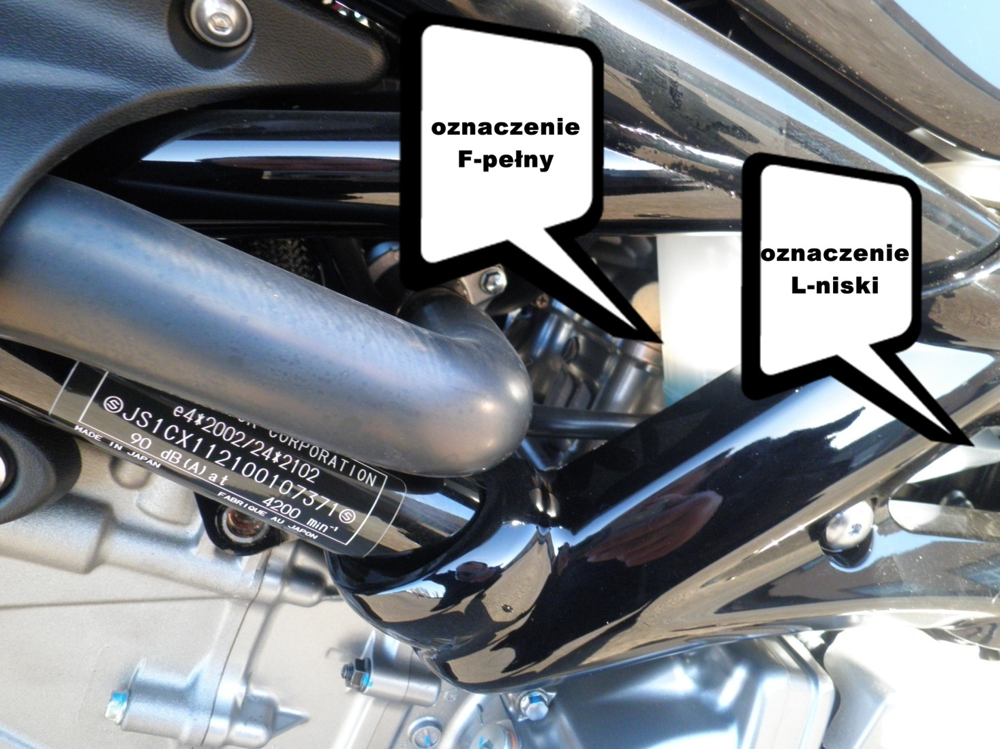 oznaczenie
F-pełny
oznaczenie
L-niski
CORPORATION
e4*2002/24*2102
JS1CX112100107371
90 dB(A) at 4200 min⁻¹
MADE IN JAPAN FABRIQUE AU JAPON